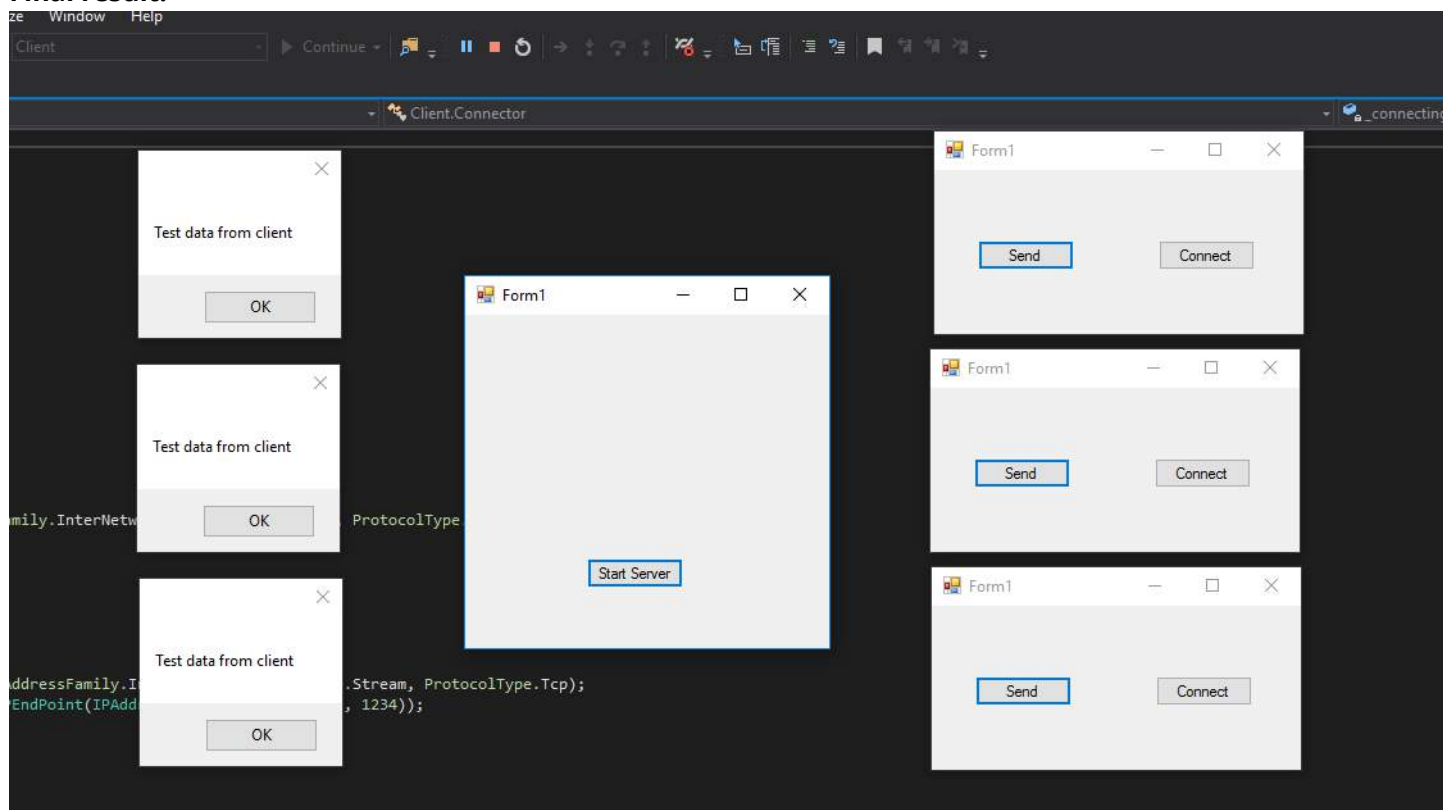 ze Window Help
Client Continue
Client.Connector _connecting
Form1
Test data from client
Send Connect
OK
Form1
Form1
Test data from client
Send Connect
mily.InterNetw OK ProtocolType.
Start Server
Form1
Test data from client
AddressFamily.I .Stream, ProtocolType.Tcp);
Send Connect
EndPoint(IPAdd , 1234));
OK